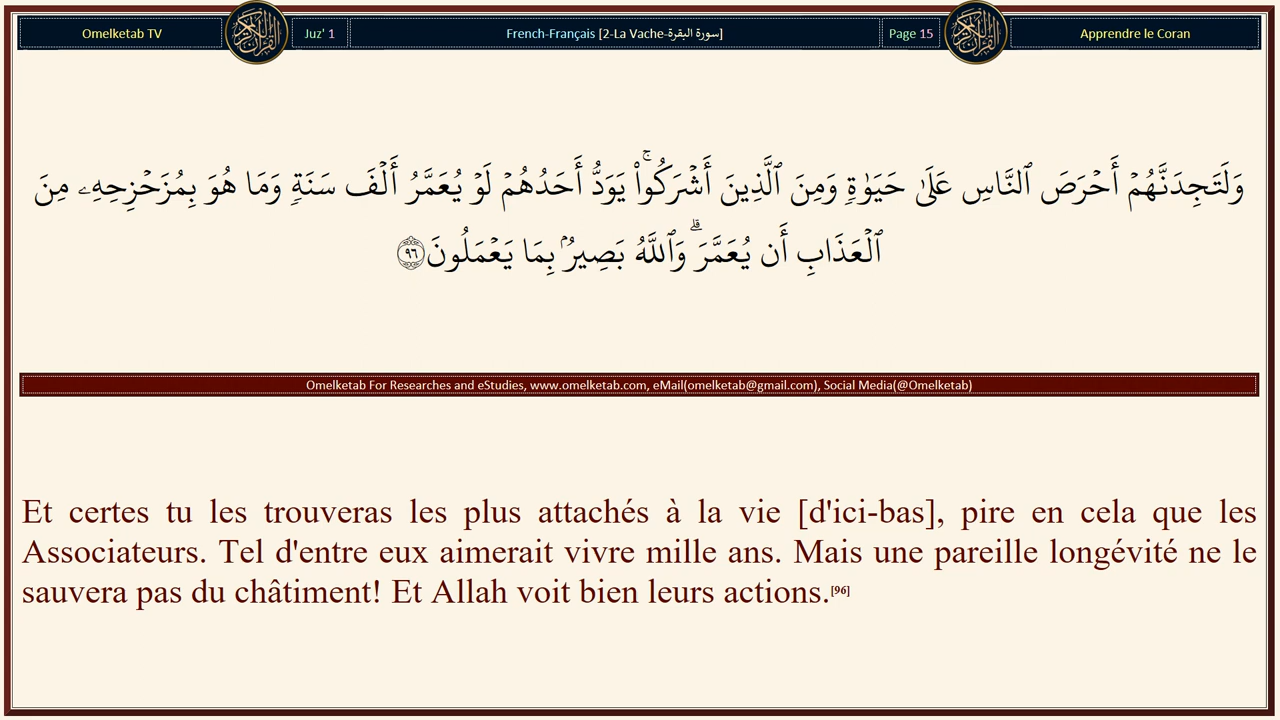 Omelketab TV
Juz' 1
French-Français [2-La Vache-سورة البقرة]
Page 15
Apprendre le Coran
وَلَتَجِدَنَّهُمۡ أَحۡرَصَ ٱلنَّاسِ عَلَىٰ حَيَوٰةٖ وَمِنَ ٱلَّذِينَ أَشۡرَكُواْۚ يَوَدُّ أَحَدُهُمۡ لَوۡ يُعَمَّرُ أَلۡفَ سَنَةٖ وَمَا هُوَ بِمُزَحۡزِحِهِۦ مِنَ
ٱلۡعَذَابِ أَن يُعَمَّرَۗ وَٱللَّهُ بَصِيرُۢ بِمَا يَعۡمَلُونَ ٩٦
Omelketab For Researches and eStudies, www.omelketab.com, eMail(omelketab@gmail.com), Social Media(@Omelketab)
Et certes tu les trouveras les plus attachés à la vie [d'ici-bas], pire en cela que les
Associateurs. Tel d'entre eux aimerait vivre mille ans. Mais une pareille longévité ne le
sauvera pas du châtiment! Et Allah voit bien leurs actions.[96]